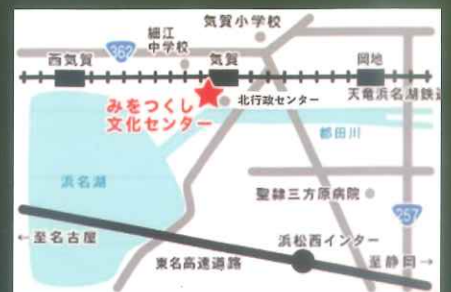 気賀小学校
細江
中学校
362
西気賀
気賀
岡地
天竜浜名湖鉄道
みをつくし
文化センター
北行政センター
都田川
浜名湖
聖隷三方原病院
257
←至名古屋
浜松西インター
東名高速道路
至静岡→